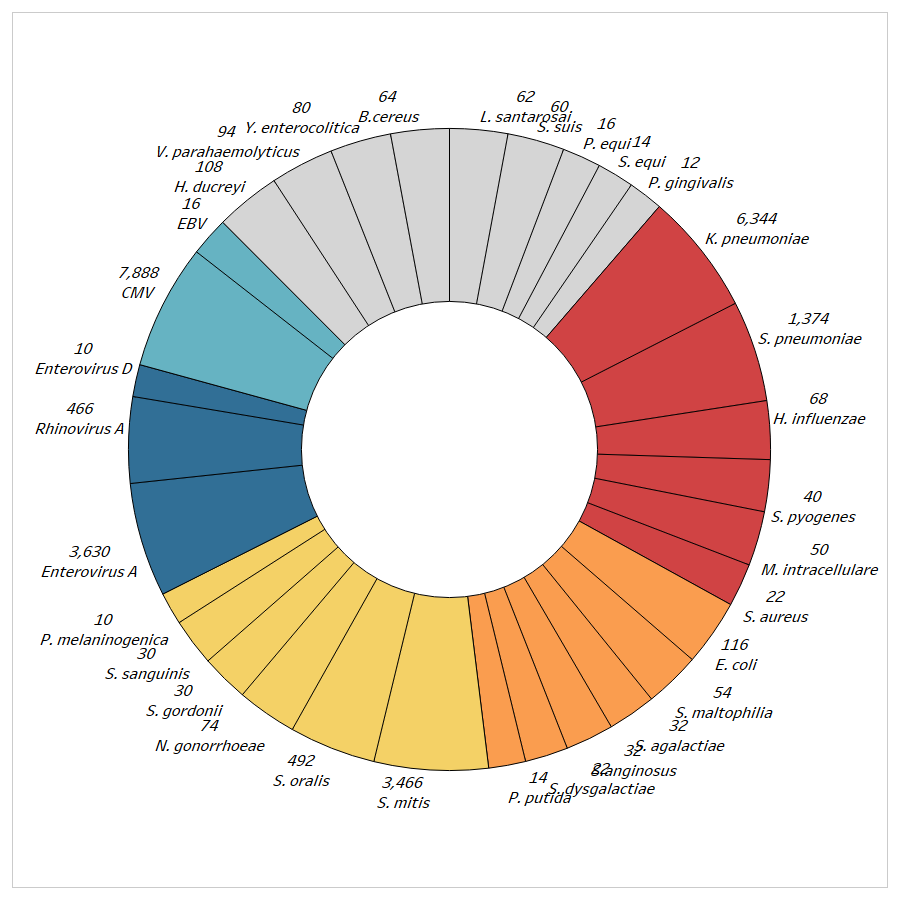 64
B.cereus
62
L. santarosai
60
S. suis
16
P. equi
14
S. equi
12
P. gingivalis
6,344
K. pneumoniae
1,374
S. pneumoniae
68
H. influenzae
40
S. pyogenes
50
M. intracellulare
22
S. aureus
116
E. coli
54
S. maltophilia
32
S. agalactiae
32
S.anginosus
22
S. dysgalactiae
14
P. putida
3,466
S. mitis
492
S. oralis
74
N. gonorrhoeae
30
S. gordonii
30
S. sanguinis
10
P. melaninogenica
3,630
Enterovirus A
466
Rhinovirus A
10
Enterovirus D
7,888
CMV
16
EBV
108
H. ducreyi
94
V. parahaemolyticus
80
Y. enterocolitica